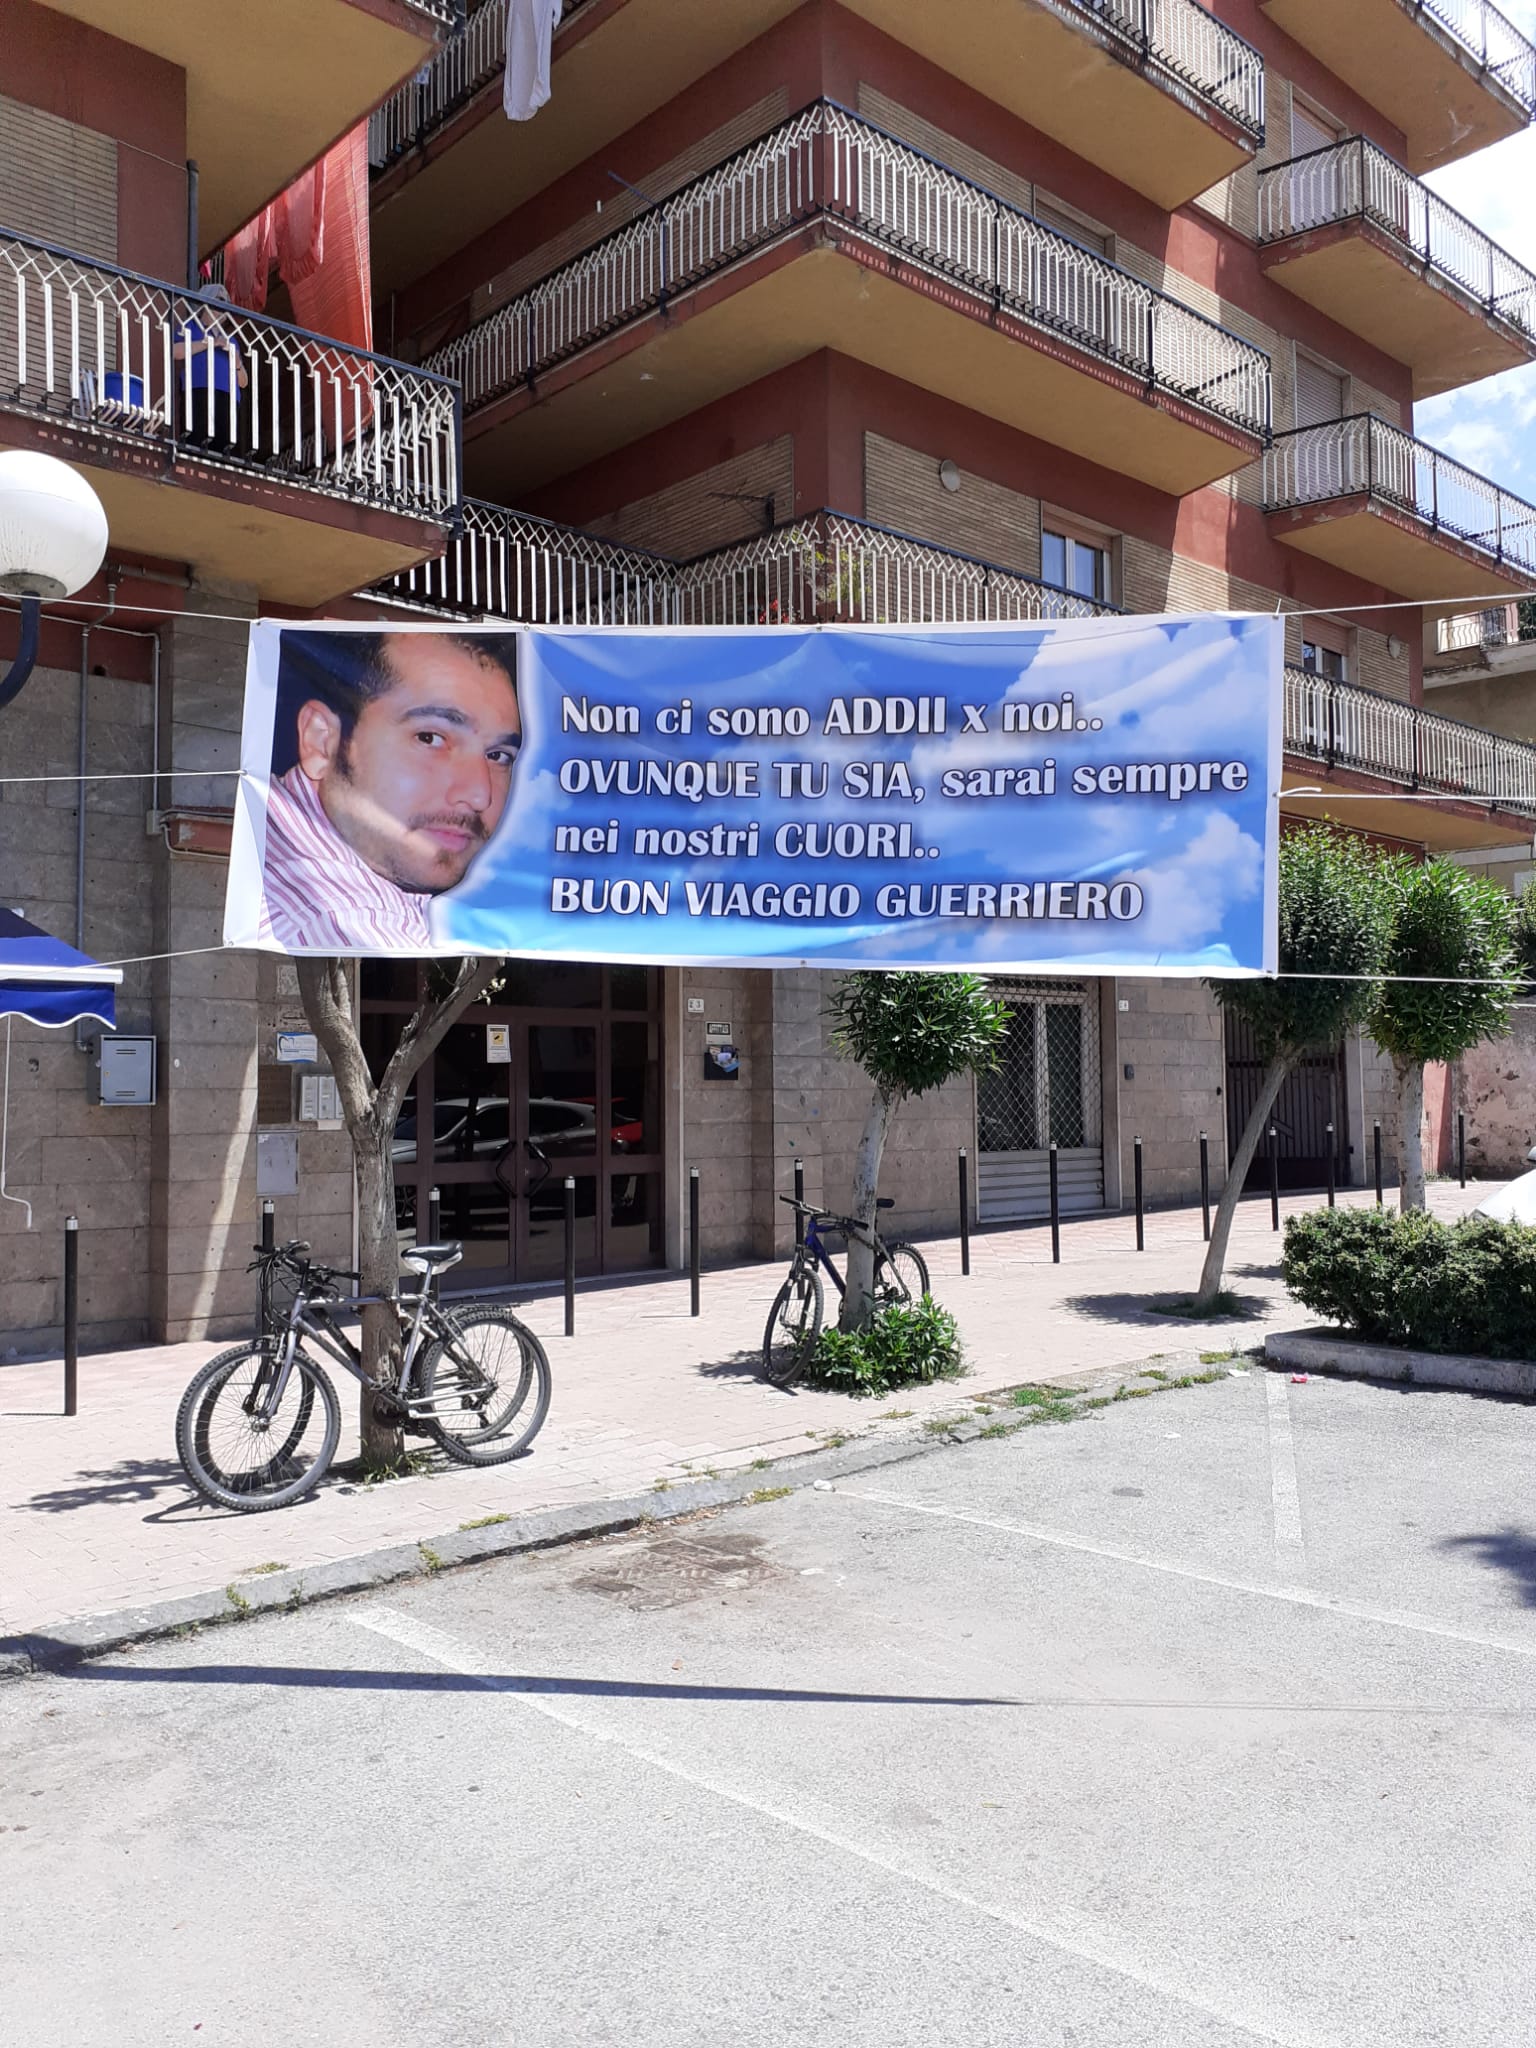 Non ci sono ADDII x noi..
OVUNQUE TU SIA, sarai sempre
nei nostri CUORI..
BUON VIAGGIO GUERRIERO